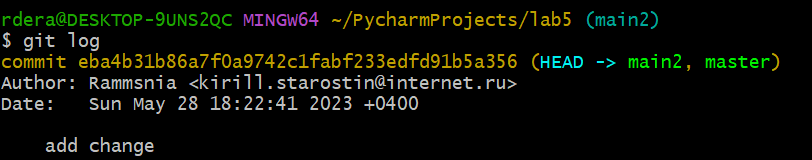 rdera@DESKTOP-9UNS2QC MINGW64 ~/PycharmProjects/lab5 (main2)
$ git log
commit eba4b31b86a7f0a9742c1fabf233edfd91b5a356 (HEAD -> main2, master)
Author: Rammsnia <kirill.starostin@internet.ru>
Date:   Sun May 28 18:22:41 2023 +0400
    add change